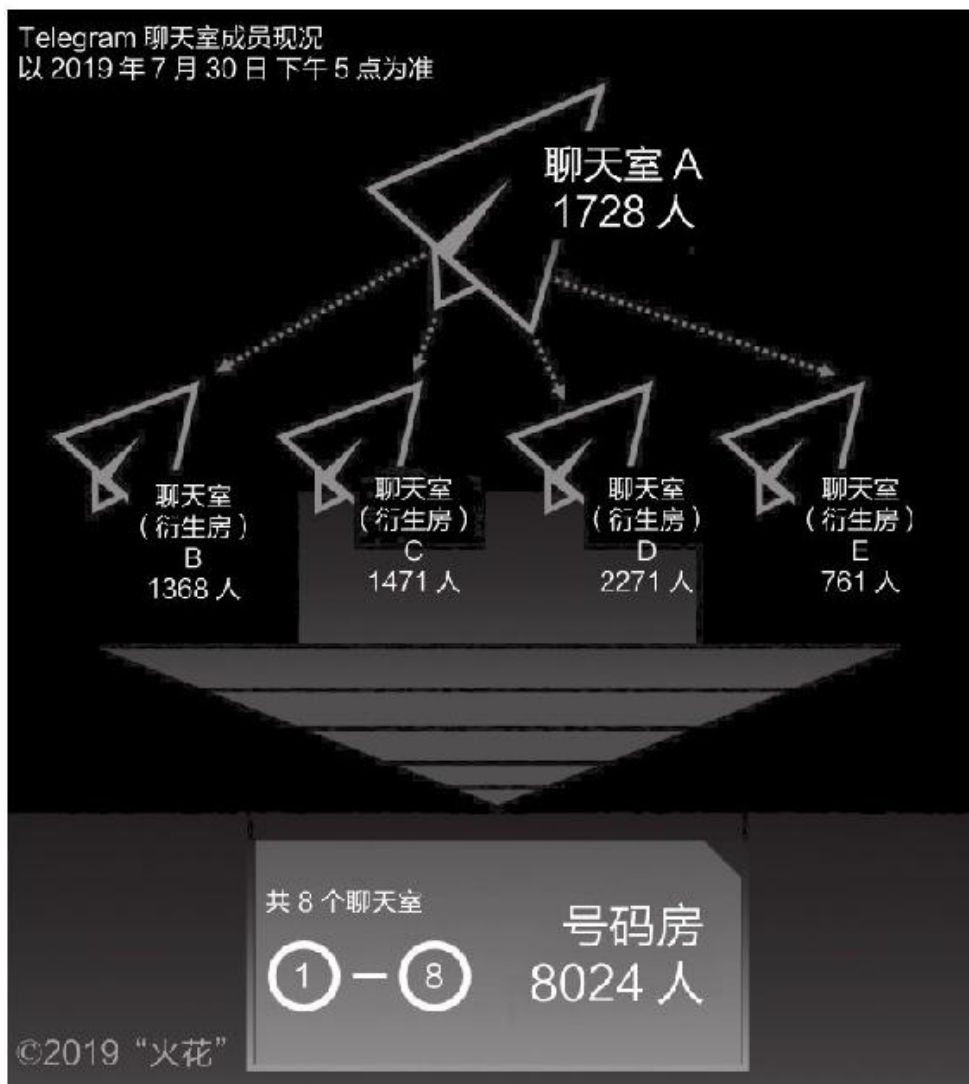 Telegram 聊天室成员现况
以 2019 年 7 月 30 日 下午 5 点为准
聊天室 A
1728 人
聊天室
（衍生房）
B
1368 人
聊天室
（衍生房）
C
1471 人
聊天室
（衍生房）
D
2271 人
聊天室
（衍生房）
E
761 人
共 8 个聊天室
1 — 8
号码房
8024 人
©2019 “火花”